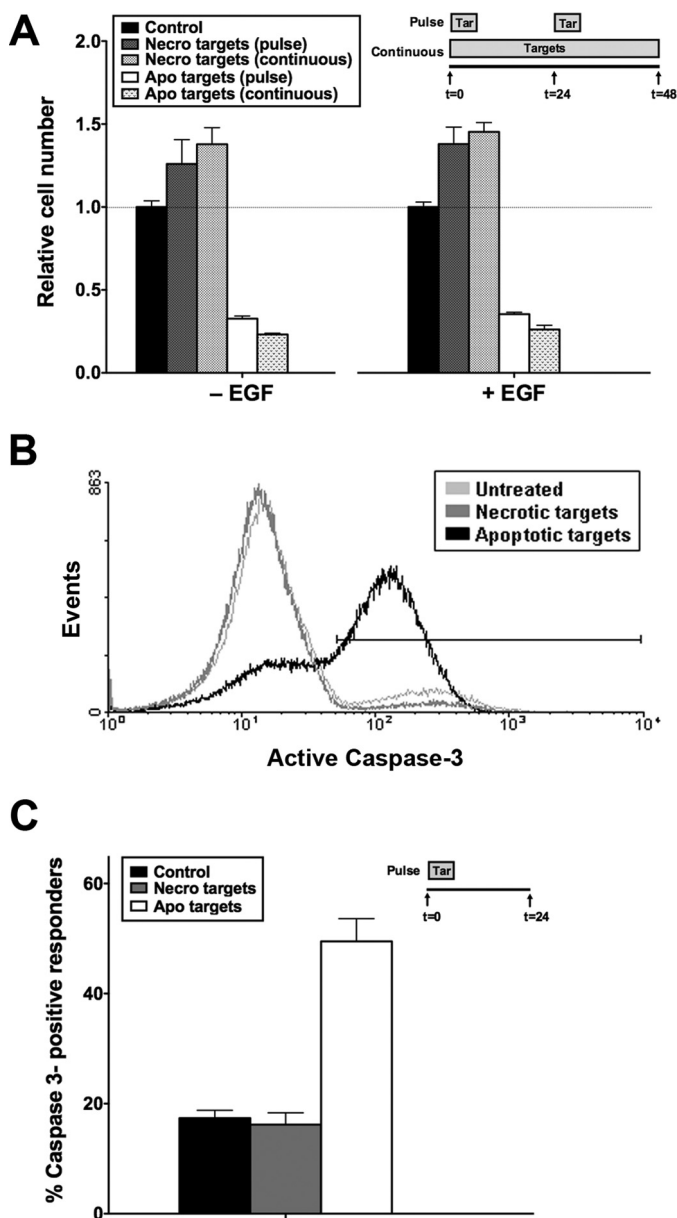 A
Control
Necro targets (pulse)
Necro targets (continuous)
Apo targets (pulse)
Apo targets (continuous)
Pulse Tar Tar
Continuous Targets
t=0 t=24 t=48
Relative cell number
2.0
1.5
1.0
0.5
0.0
– EGF + EGF
B
863
0
Events
Untreated
Necrotic targets
Apoptotic targets
10⁰ 10¹ 10² 10³ 10⁴
Active Caspase-3
C
Control
Necro targets
Apo targets
Pulse Tar
t=0 t=24
% Caspase 3- positive responders
60
40
20
0